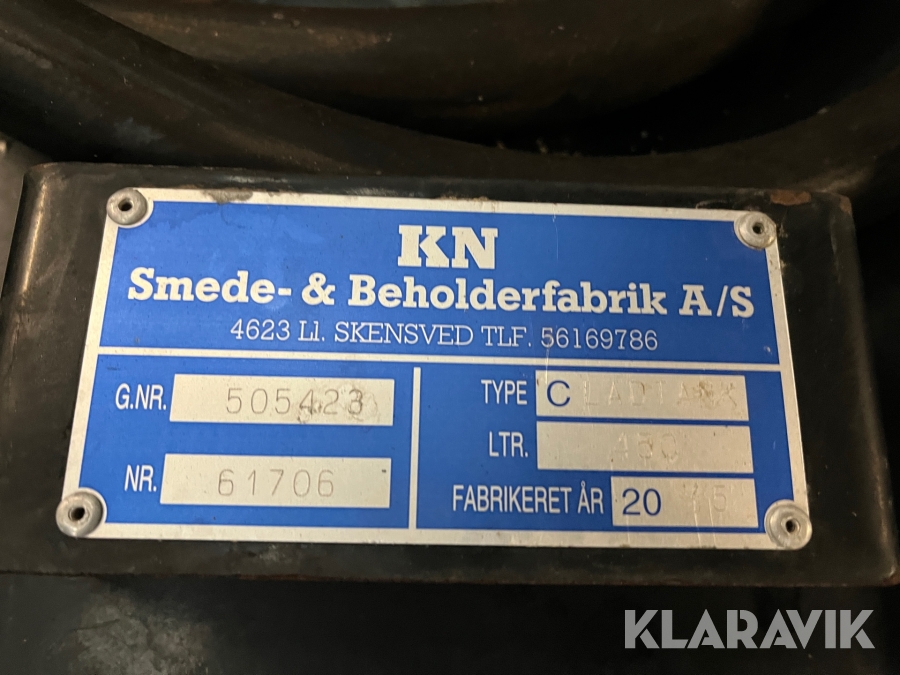 KN
Smede- & Beholderfabrik A/S
4623 Ll. SKENSVED TLF. 56169786
G.NR. 505423
NR. 61706
TYPE C
LTR.
FABRIKERET ÅR 20
KLARAVIK